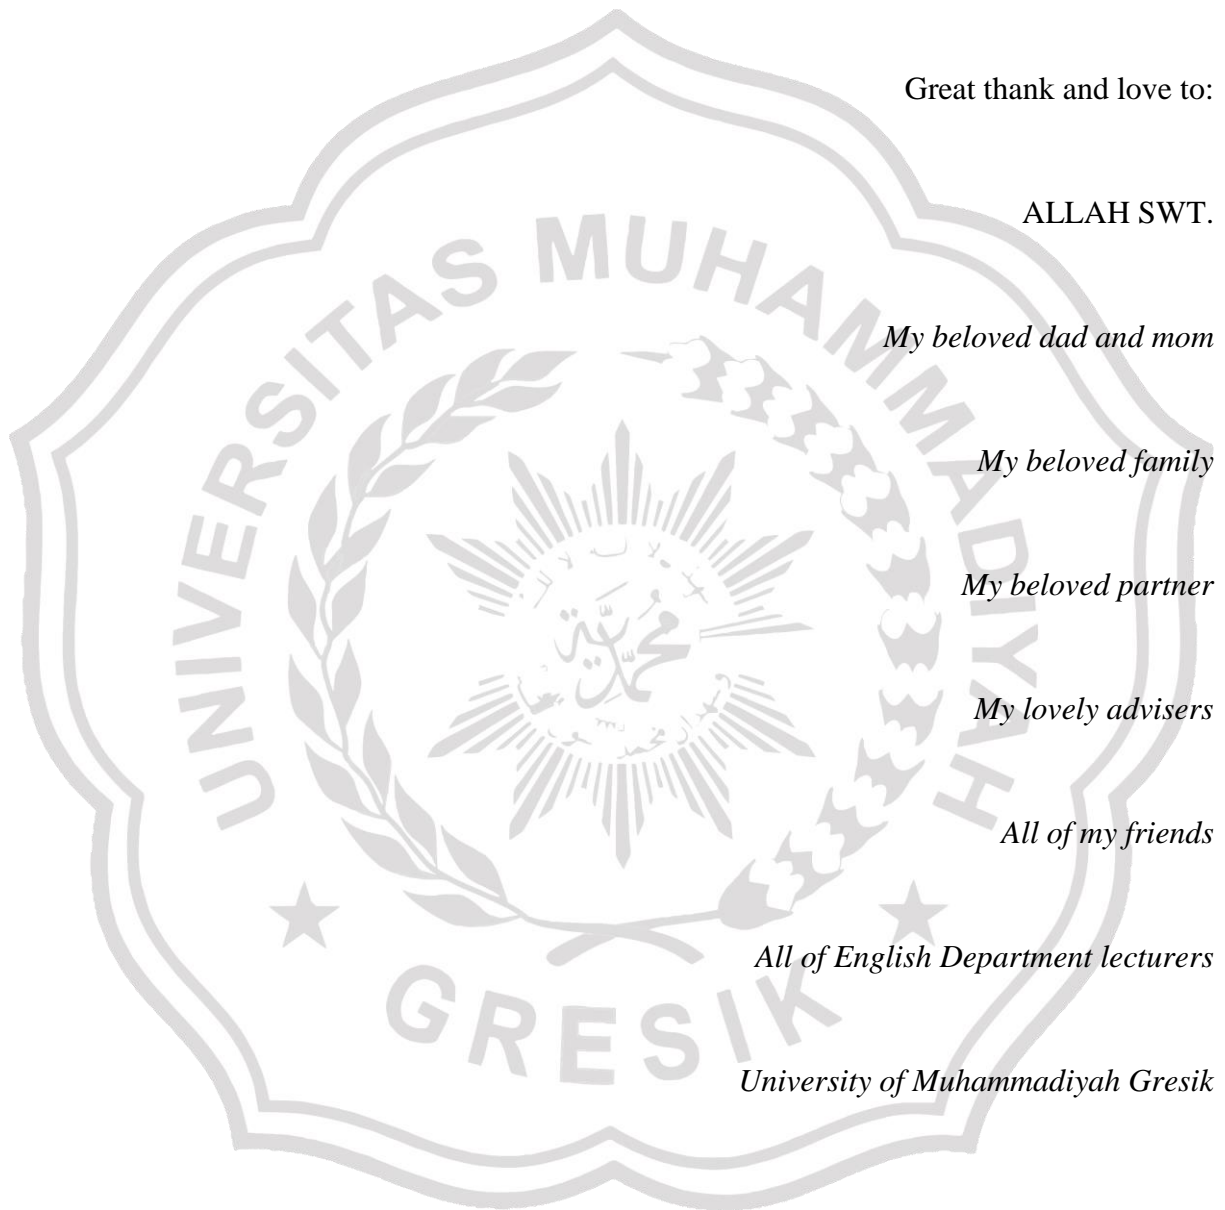 Great thank and love to:
ALLAH SWT.
My beloved dad and mom
My beloved family
My beloved partner
My lovely advisers
All of my friends
All of English Department lecturers
University of Muhammadiyah Gresik
UNIVERSITAS MUHAMMADIYAH
GRESIK
محمدية